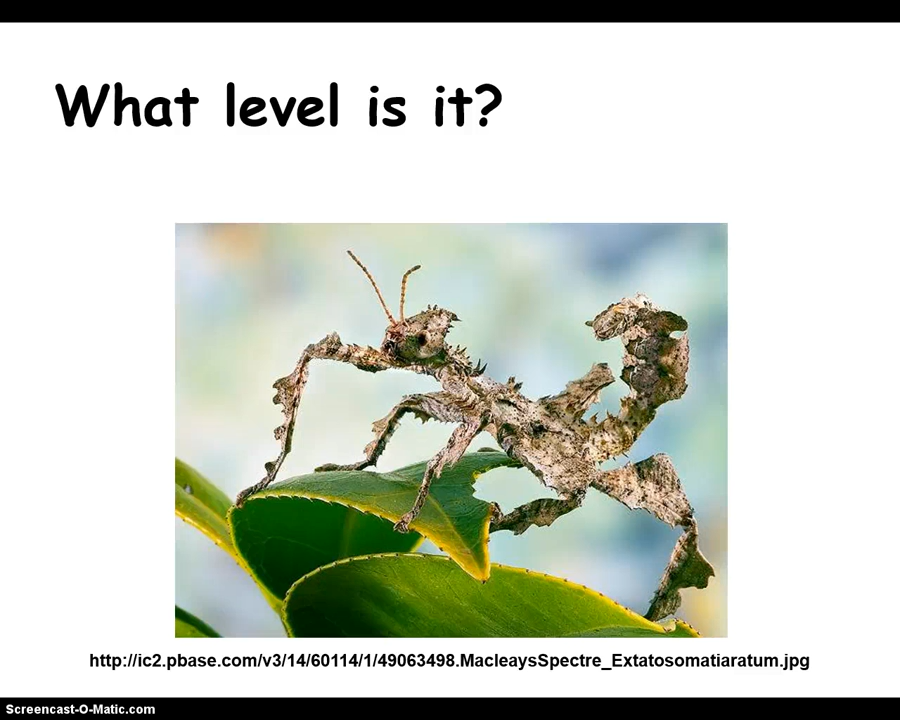 What level is it?
http://ic2.pbase.com/v3/14/60114/1/49063498.MacleaysSpectre_Extatosomatiaratum.jpg
Screencast-O-Matic.com